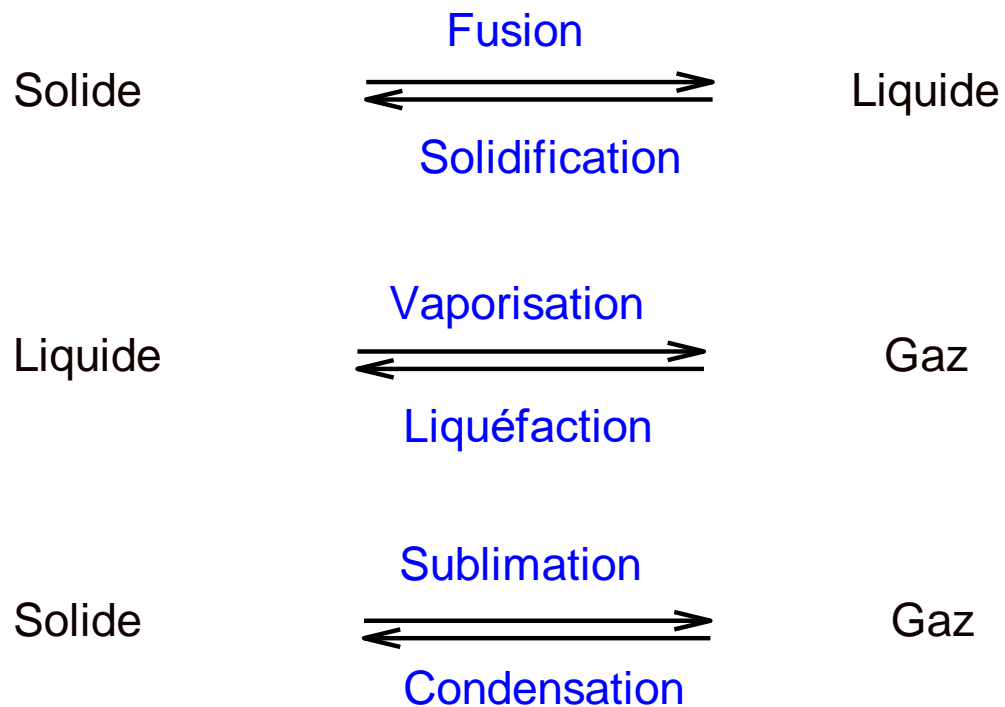 Fusion
Solide Liquide
Solidification
Vaporisation
Liquide Gaz
Liquéfaction
Sublimation
Solide Gaz
Condensation